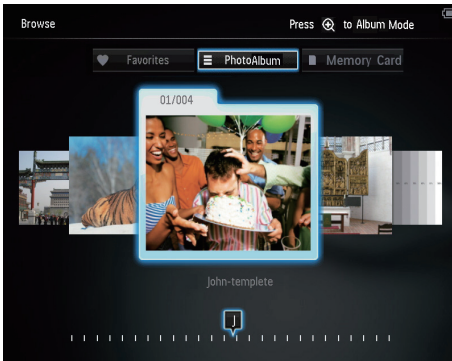 Browse
Press to Album Mode
Favorites
PhotoAlbum
Memory Card
01/004
John-templete
J